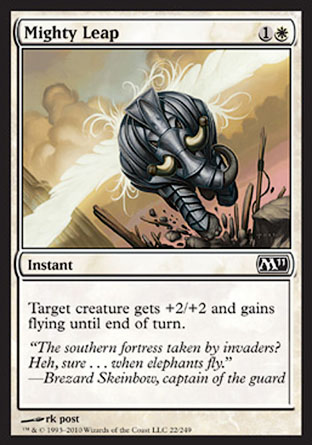 Mighty Leap 1
Instant M11
Target creature gets +2/+2 and gains
flying until end of turn.
"The southern fortress taken by invaders?
Heh, sure . . . when elephants fly."
—Brezard Skeinbow, captain of the guard
rk post
™ & © 1993–2010 Wizards of the Coast LLC 22/249